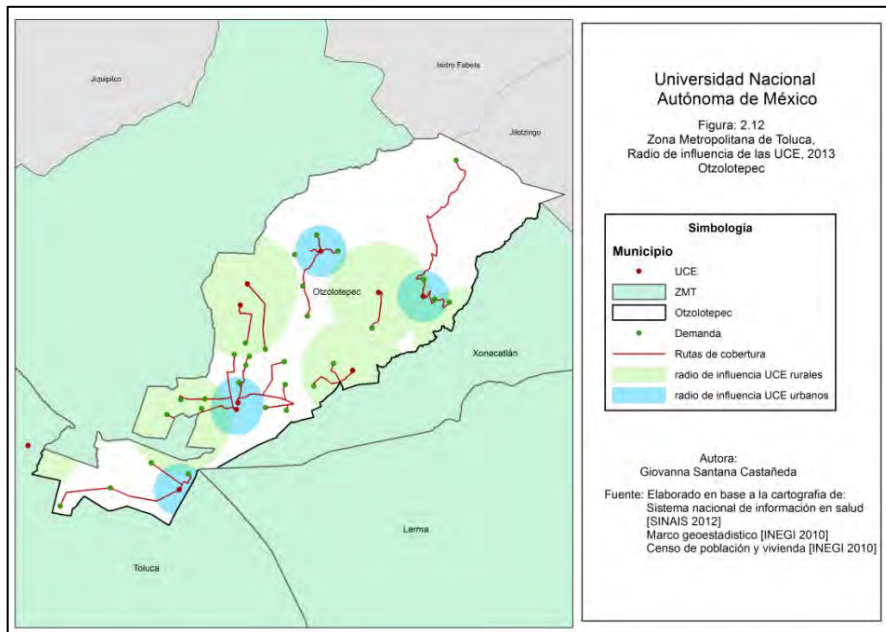 Jiquipilco
Isidro Fabela
Jilotzingo
Otzolotepec
Xonacatlán
Lerma
Toluca
Universidad Nacional
Autónoma de México
Figura: 2.12
Zona Metropolitana de Toluca,
Radio de influencia de las UCE, 2013
Otzolotepec
Simbología
Municipio
UCE
ZMT
Otzolotepec
Demanda
Rutas de cobertura
radio de influencia UCE rurales
radio de influencia UCE urbanos
Autora:
Giovanna Santana Castañeda
Fuente: Elaborado en base a la cartografia de:
Sistema nacional de información en salud
[SINAIS 2012]
Marco geoestadistico [INEGI 2010]
Censo de población y vivienda [INEGI 2010]